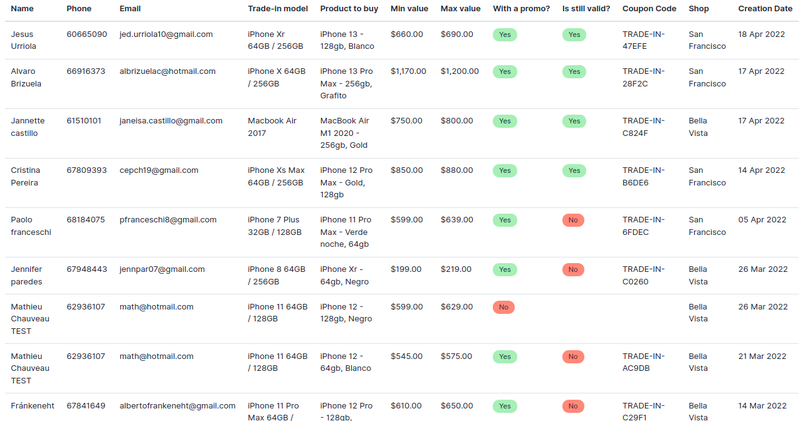 Name Phone Email Trade-in model Product to buy Min value Max value With a promo? Is still valid? Coupon Code Shop Creation Date
Jesus 60665090 jed.urriola10@gmail.com iPhone Xr iPhone 13 - $660.00 $690.00 Yes Yes TRADE-IN- San 18 Apr 2022
Urriola 64GB / 256GB 128gb, Blanco 47EFE Francisco
Alvaro 66916373 albrizuelac@hotmail.com iPhone X 64GB iPhone 13 Pro $1,170.00 $1,200.00 Yes Yes TRADE-IN- San 17 Apr 2022
Brizuela / 256GB Max - 256gb, 28F2C Francisco
Grafito
Jannette 61510101 janeisa.castillo@gmail.com Macbook Air MacBook Air $750.00 $800.00 Yes Yes TRADE-IN- Bella 17 Apr 2022
castillo 2017 M1 2020 - C824F Vista
256gb, Gold
Cristina 67809393 cepch19@gmail.com iPhone Xs Max iPhone 12 Pro $850.00 $880.00 Yes Yes TRADE-IN- San 14 Apr 2022
Pereira 64GB / 256GB Max - Gold, B6DE6 Francisco
128gb
Paolo 68184075 pfranceschi8@gmail.com iPhone 7 Plus iPhone 11 Pro $599.00 $639.00 Yes No TRADE-IN- San 05 Apr 2022
franceschi 32GB / 128GB Max - Verde 6FDEC Francisco
noche, 64gb
Jennifer 67948443 jennpar07@gmail.com iPhone 8 64GB iPhone Xr - $199.00 $219.00 Yes No TRADE-IN- Bella 26 Mar 2022
paredes / 256GB 64gb, Negro C0260 Vista
Mathieu 62936107 math@hotmail.com iPhone 11 64GB iPhone 12 - $599.00 $629.00 No Bella 26 Mar 2022
Chauveau / 128GB 128gb, Negro Vista
TEST
Mathieu 62936107 math@hotmail.com iPhone 11 64GB iPhone 12 - $545.00 $575.00 Yes No TRADE-IN- Bella 21 Mar 2022
Chauveau / 128GB 64gb, Blanco AC9DB Vista
TEST
Fránkeneht 67841649 albertofrankeneht@gmail.com iPhone 11 Pro iPhone 12 Pro $610.00 $650.00 Yes No TRADE-IN- Bella 14 Mar 2022
Max 64GB / - 128gb, C29F1 Vista